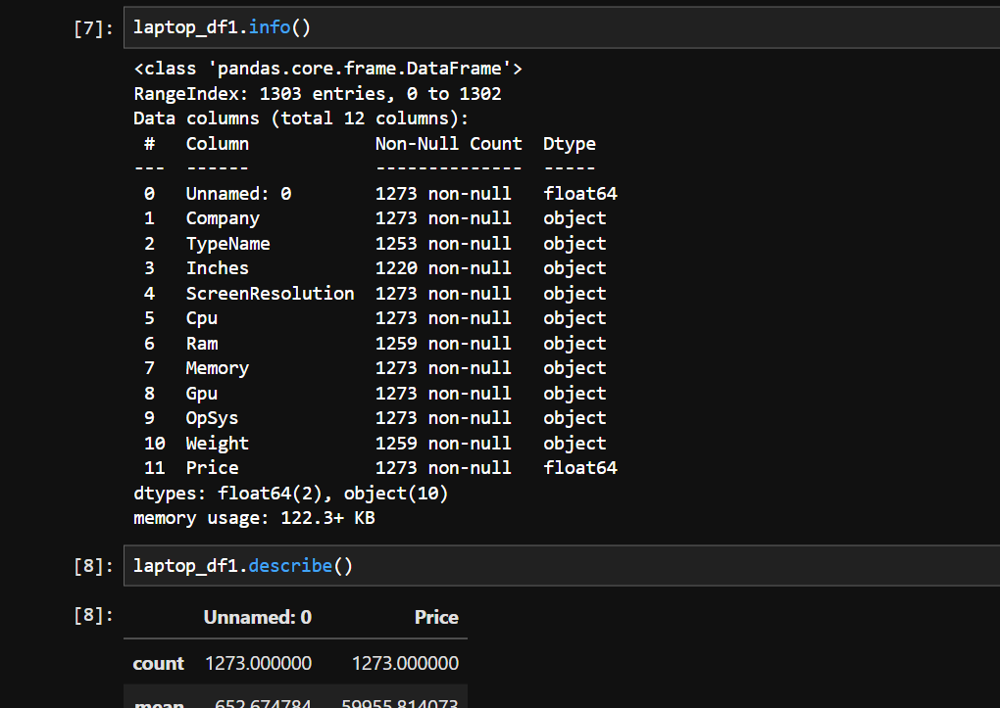 [7]: laptop_df1.info()
<class 'pandas.core.frame.DataFrame'>
RangeIndex: 1303 entries, 0 to 1302
Data columns (total 12 columns):
 #   Column            Non-Null Count  Dtype
---  ------            --------------  -----
 0   Unnamed: 0        1273 non-null   float64
 1   Company           1273 non-null   object
 2   TypeName          1253 non-null   object
 3   Inches            1220 non-null   object
 4   ScreenResolution  1273 non-null   object
 5   Cpu               1273 non-null   object
 6   Ram               1259 non-null   object
 7   Memory            1273 non-null   object
 8   Gpu               1273 non-null   object
 9   OpSys             1273 non-null   object
 10  Weight            1259 non-null   object
 11  Price             1273 non-null   float64
dtypes: float64(2), object(10)
memory usage: 122.3+ KB
[8]: laptop_df1.describe()
[8]: Unnamed: 0 Price
count 1273.000000 1273.000000
mean 652.674784 59955.814073